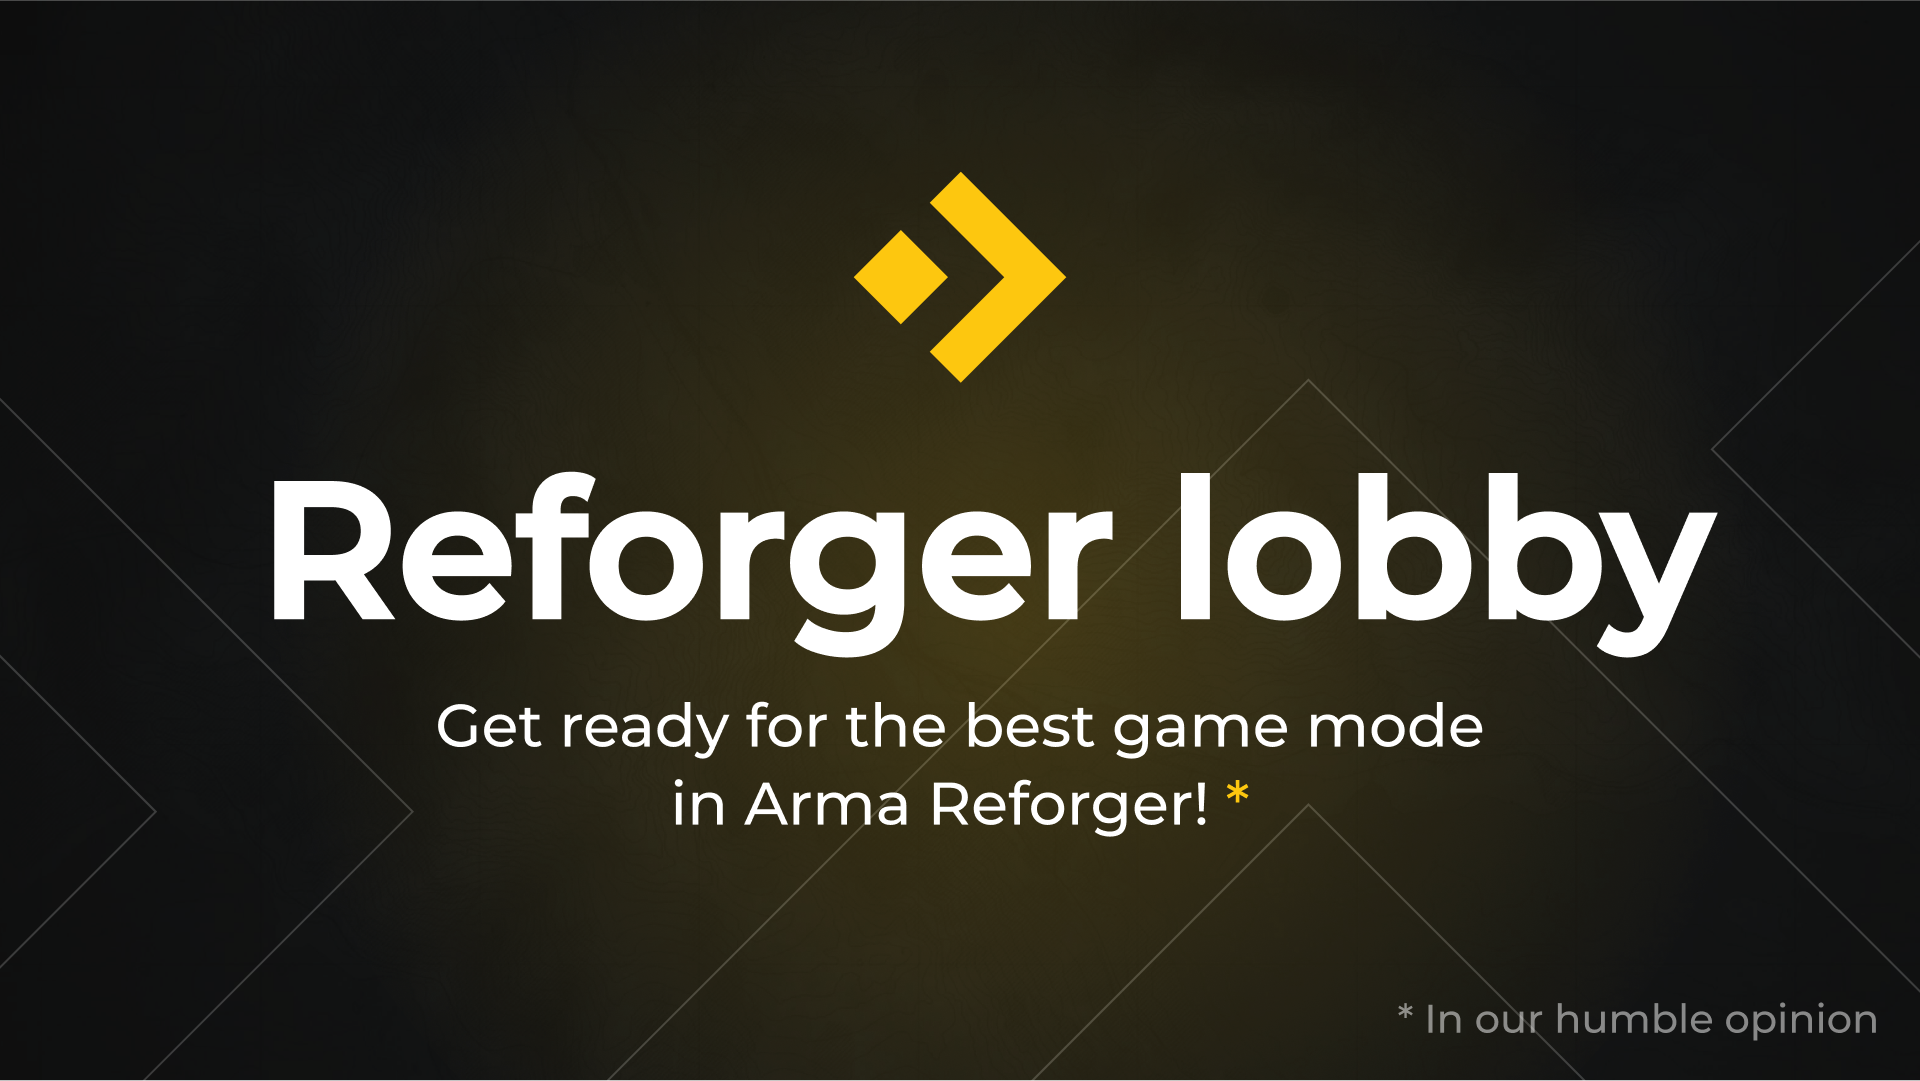 Reforger lobby
Get ready for the best game mode
in Arma Reforger! *
* In our humble opinion